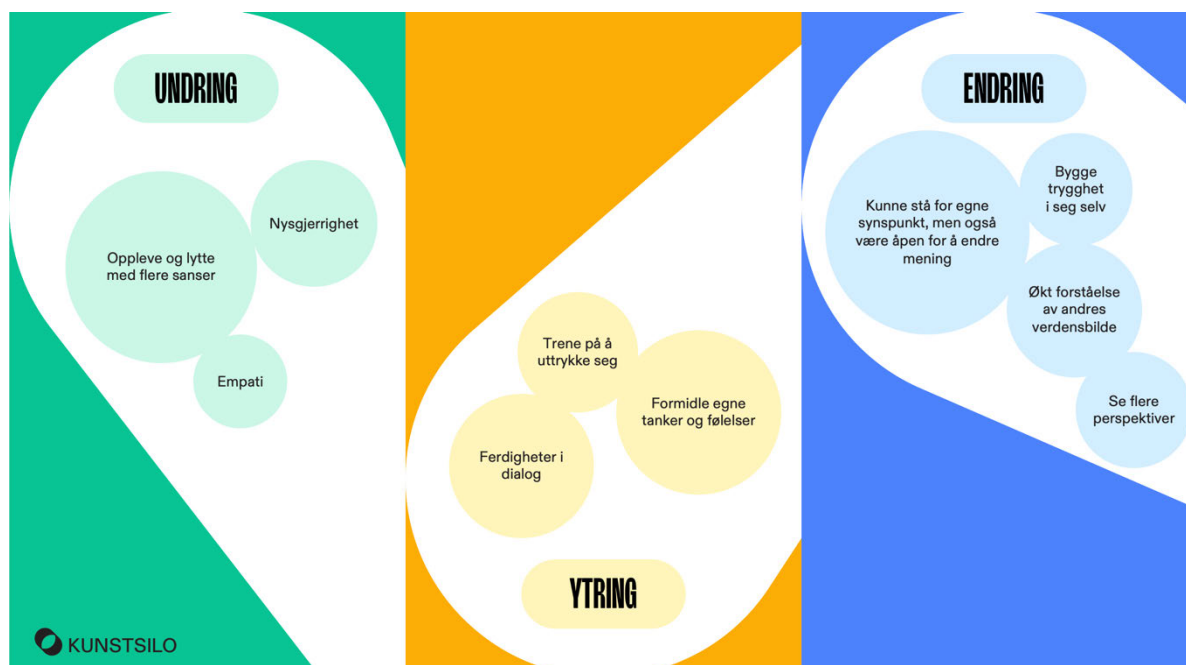 UNDRING
Oppleve og lytte
med flere sanser
Nysgjerrighet
Empati
KUNSTSILO
Trene på å
uttrykke seg
Formidle egne
tanker og følelser
Ferdigheter i
dialog
YTRING
ENDRING
Kunne stå for egne
synspunkt, men også
være åpen for å endre
mening
Bygge
trygghet
i seg selv
Økt forståelse
av andres
verdensbilde
Se flere
perspektiver